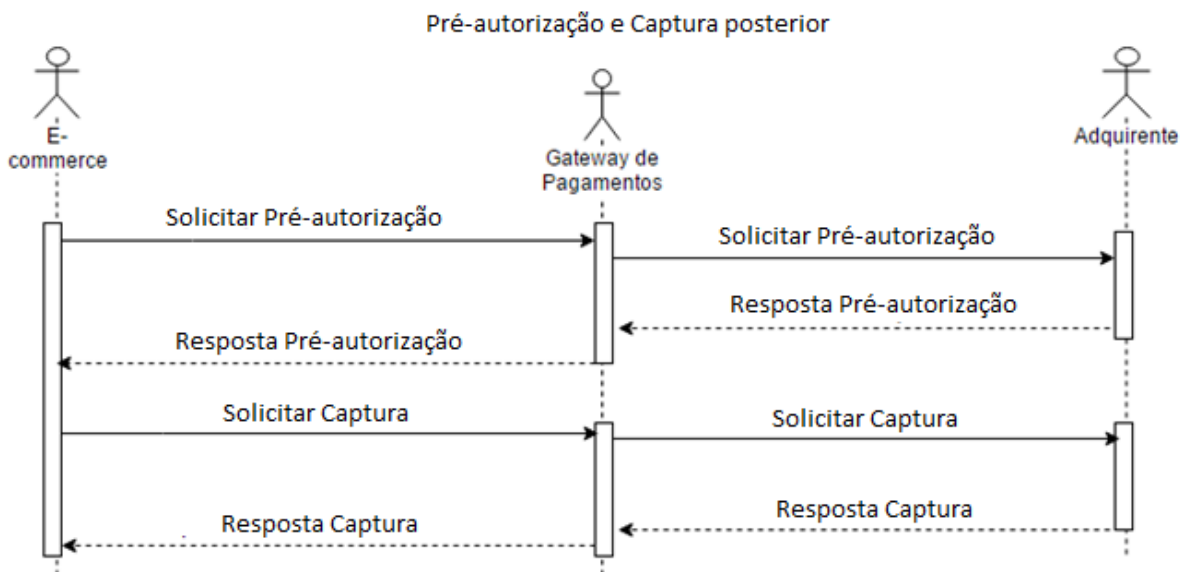 Pré-autorização e Captura posterior
E-
commerce
Gateway de
Pagamentos
Adquirente
Solicitar Pré-autorização
Solicitar Pré-autorização
Resposta Pré-autorização
Resposta Pré-autorização
Solicitar Captura
Solicitar Captura
Resposta Captura
Resposta Captura